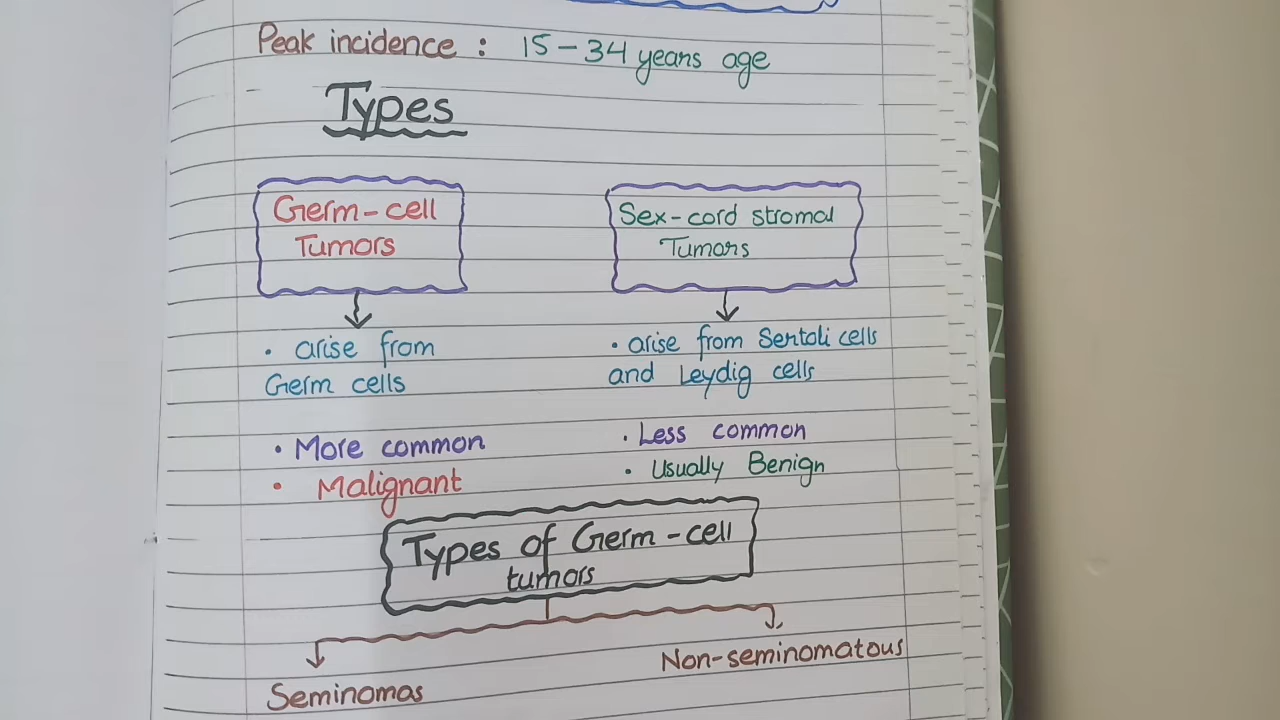 Peak incidence : 15 - 34 years age
Types
Germ-cell
Tumors
Sex-cord stromal
Tumors
• arise from
Germ cells
• More common
• Malignant
• arise from Sertoli cells
and Leydig cells
• Less common
• Usually Benign
Types of Germ-cell
tumors
Seminomas
Non-seminomatous